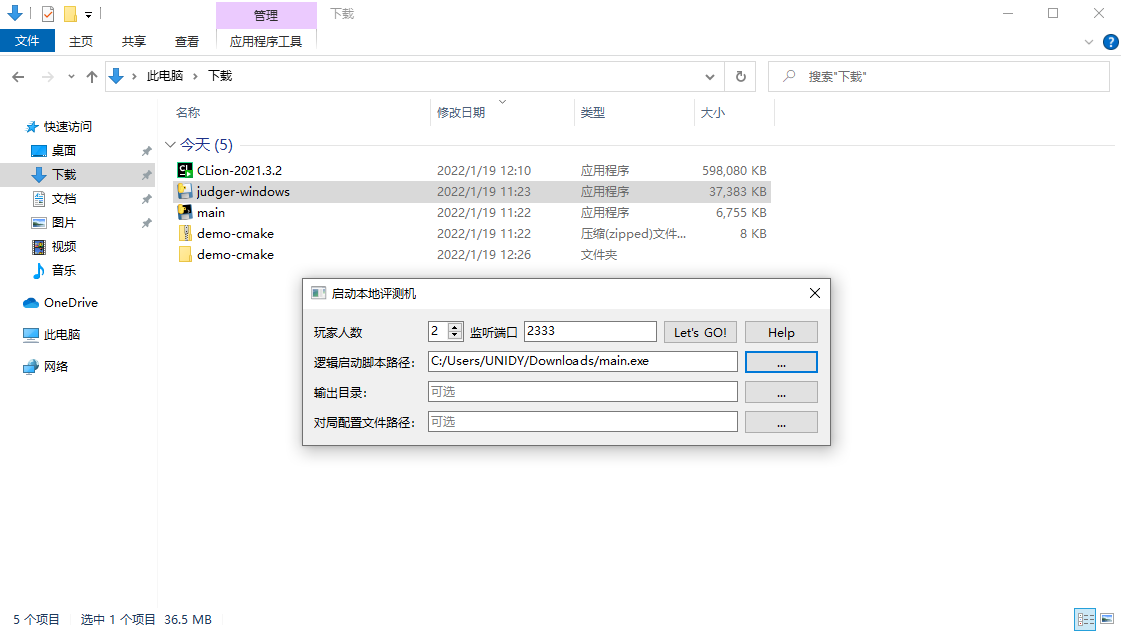 管理
下载
文件 主页 共享 查看 应用程序工具
此电脑 下载
搜索"下载"
名称 修改日期 类型 大小
快速访问
桌面
下载
文档
图片
视频
音乐
OneDrive
此电脑
网络
今天 (5)
CLion-2021.3.2 2022/1/19 12:10 应用程序 598,080 KB
judger-windows 2022/1/19 11:23 应用程序 37,383 KB
main 2022/1/19 11:22 应用程序 6,755 KB
demo-cmake 2022/1/19 11:22 压缩(zipped)文件... 8 KB
demo-cmake 2022/1/19 12:26 文件夹
启动本地评测机
玩家人数 2 监听端口 2333 Let's GO! Help
逻辑启动脚本路径: C:/Users/UNIDY/Downloads/main.exe ...
输出目录: 可选 ...
对局配置文件路径: 可选 ...
5 个项目 选中 1 个项目 36.5 MB